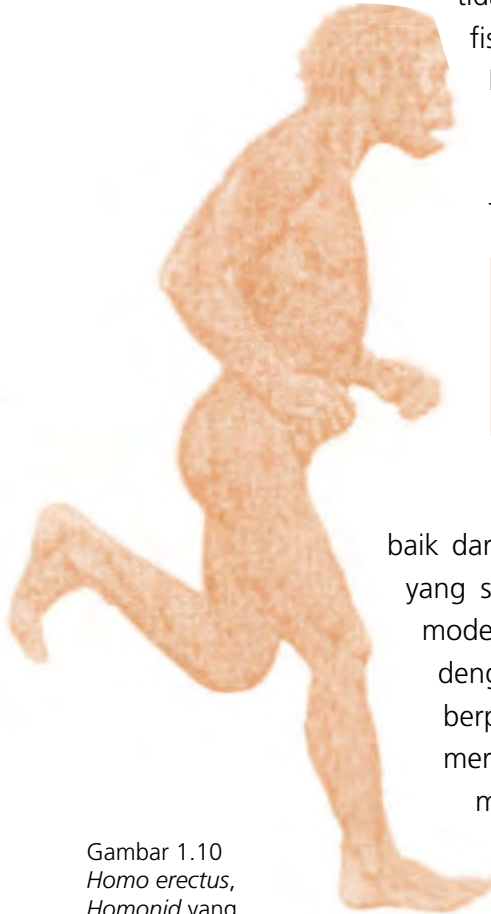 fis
baik dar
yang s
mode
deng
berp
mer
m
Gambar 1.10
Homo erectus,
Homonid yang